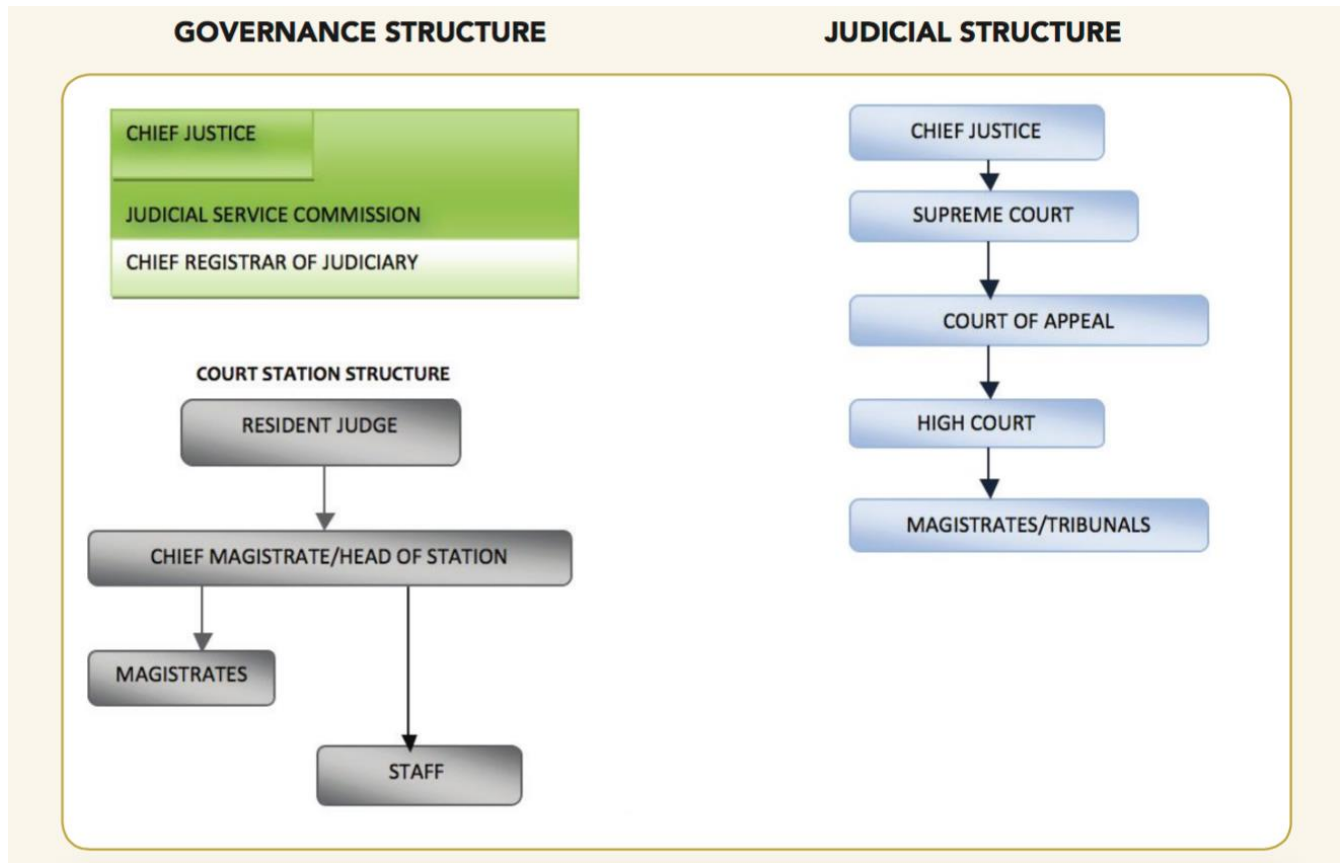 GOVERNANCE STRUCTURE
CHIEF JUSTICE
JUDICIAL SERVICE COMMISSION
CHIEF REGISTRAR OF JUDICIARY
COURT STATION STRUCTURE
RESIDENT JUDGE
CHIEF MAGISTRATE/HEAD OF STATION
MAGISTRATES
STAFF
JUDICIAL STRUCTURE
CHIEF JUSTICE
SUPREME COURT
COURT OF APPEAL
HIGH COURT
MAGISTRATES/TRIBUNALS